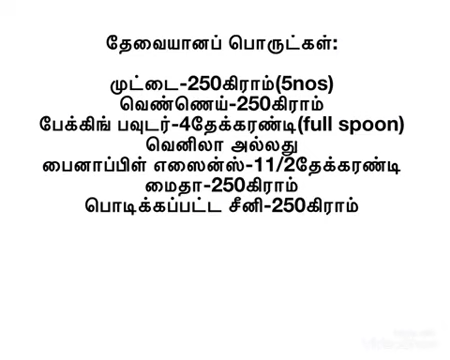 தேவையானப் பொருட்கள்:
முட்டை-250கிராம்(5nos)
வெண்ணெய்-250கிராம்
பேக்கிங் பவுடர்-4தேக்கரண்டி(full spoon)
வெனிலா அல்லது
பைனாப்பிள் எஸைன்ஸ்-11/2தேக்கரண்டி
மைதா-250கிராம்
பொடிக்கப்பட்ட சீனி-250கிராம்